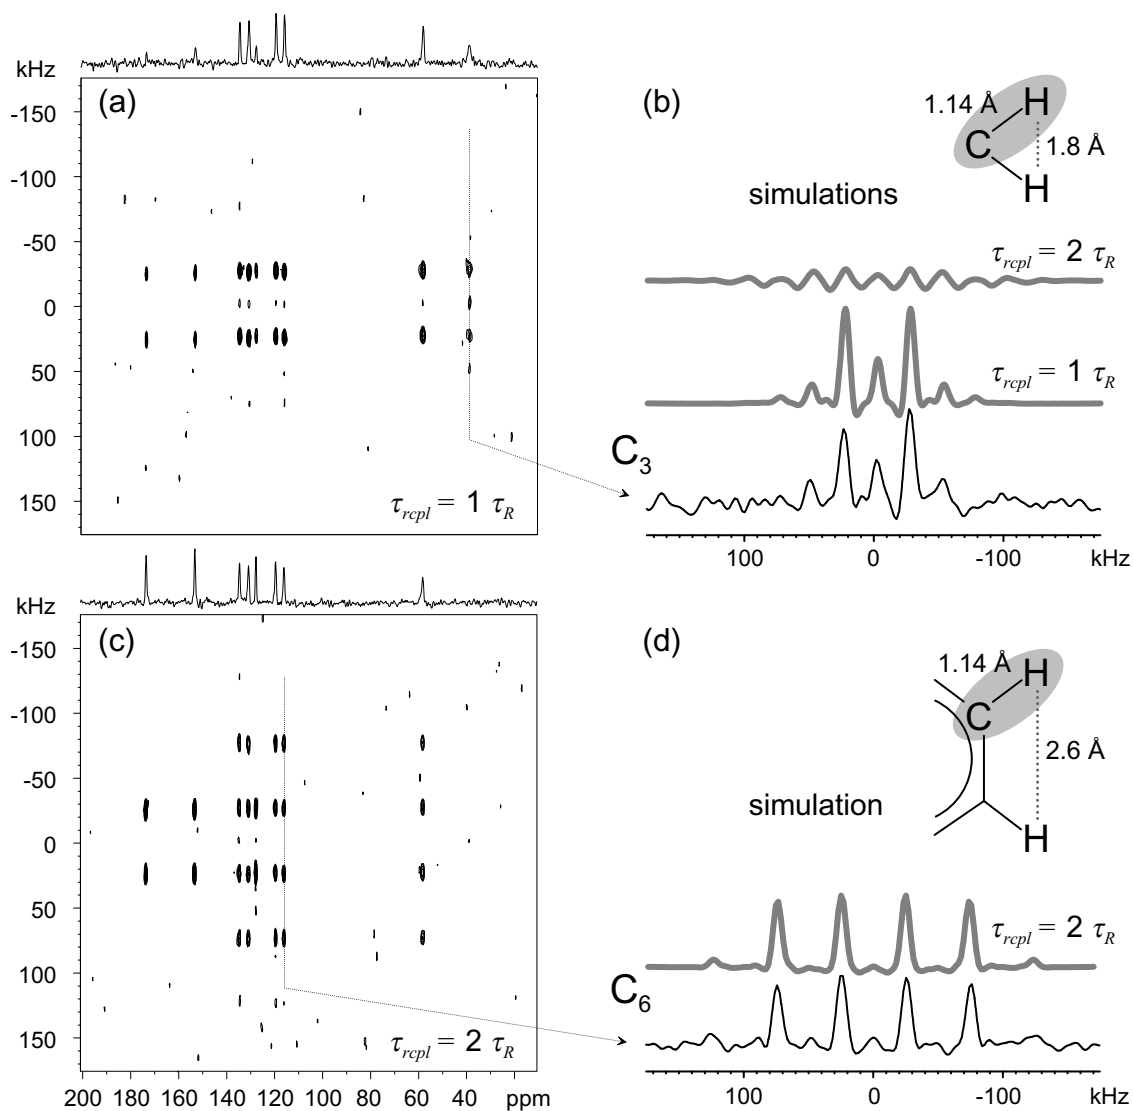 kHz
-150
-100
-50
0
50
100
150
(a)
τrcpl = 1 τR
(b)
1.14 Å
H
C
1.8 Å
H
simulations
τrcpl = 2 τR
τrcpl = 1 τR
C3
100 0 -100 kHz
kHz
-150
-100
-50
0
50
100
150
(c)
τrcpl = 2 τR
200 180 160 140 120 100 80 60 40 ppm
(d)
1.14 Å
H
C
2.6 Å
simulation
H
τrcpl = 2 τR
C6
100 0 -100 kHz